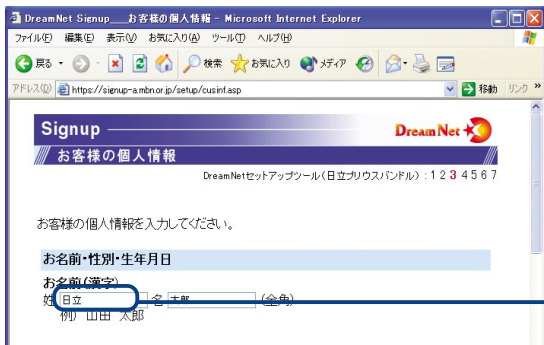 DreamNet Signup___お客様の個人情報 - Microsoft Internet Explorer
ファイル(F) 編集(E) 表示(V) お気に入り(A) ツール(T) ヘルプ(H)
戻る 検索 お気に入り メディア
アドレス(D) https://signup-a.mbn.or.jp/setup/cusinf.asp 移動 リンク »
Signup
Dream Net
お客様の個人情報
DreamNetセットアップツール(日立プリウスバンドル) : 1 2 3 4 5 6 7
お客様の個人情報を入力してください。
お名前・性別・生年月日
お名前(漢字)
姓 日立 名 太郎 (全角)
例) 山田 太郎